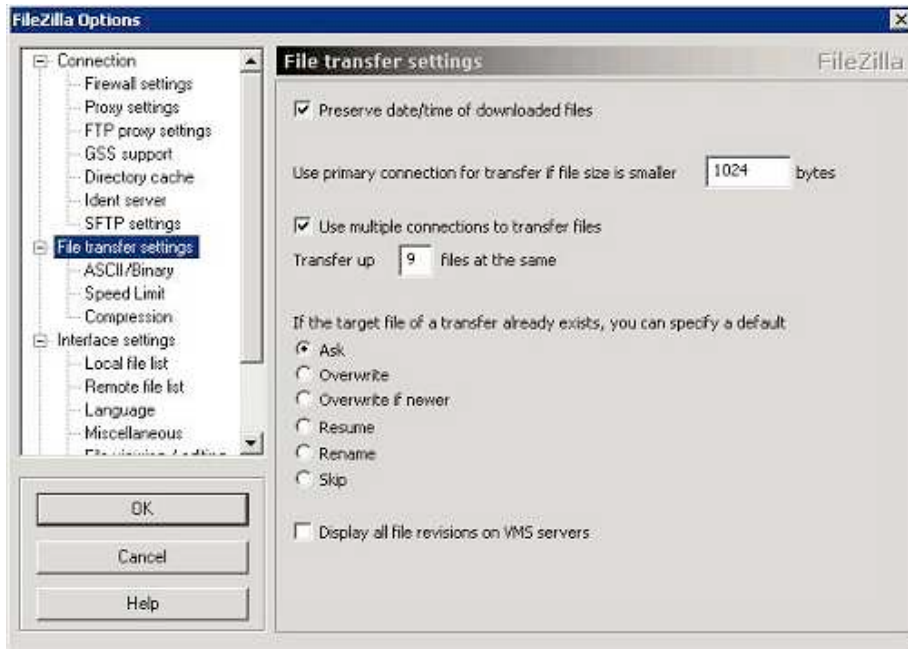 FileZilla Options
Connection
Firewall settings
Proxy settings
FTP proxy settings
GSS support
Directory cache
Ident server
SFTP settings
File transfer settings
ASCII/Binary
Speed Limit
Compression
Interface settings
Local file list
Remote file list
Language
Miscellaneous
OK
Cancel
Help
File transfer settings FileZilla
Preserve date/time of downloaded files
Use primary connection for transfer if file size is smaller 1024 bytes
Use multiple connections to transfer files
Transfer up 9 files at the same
If the target file of a transfer already exists, you can specify a default
Ask
Overwrite
Overwrite if newer
Resume
Rename
Skip
Display all file revisions on VMS servers